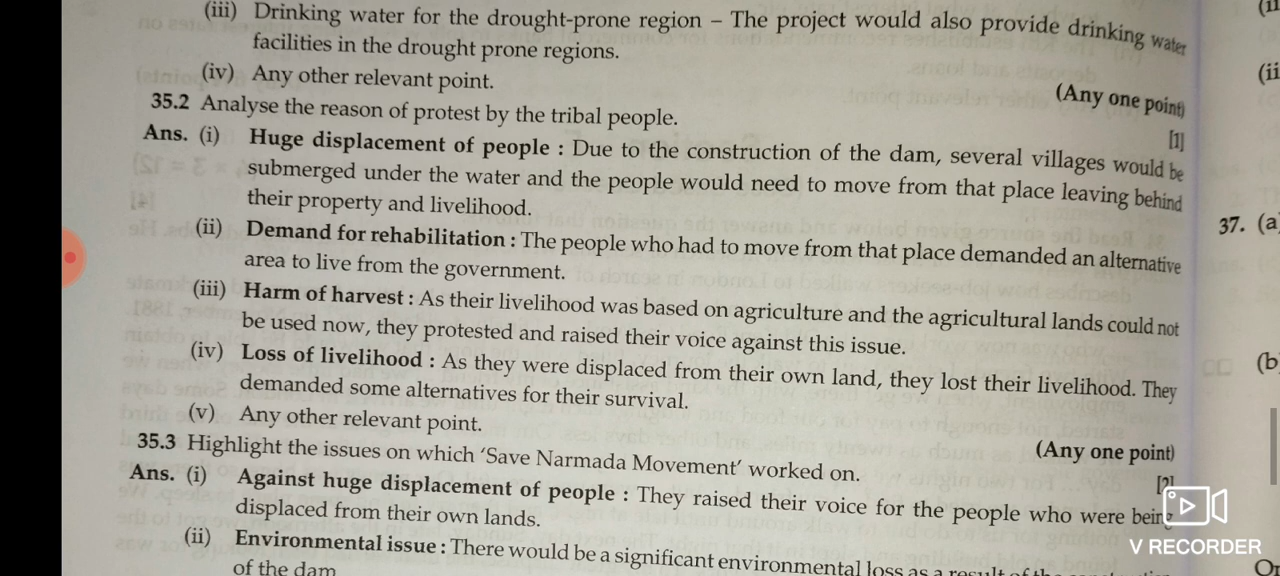 (iii) Drinking water for the drought-prone region – The project would also provide drinking water
facilities in the drought prone regions.
(iv) Any other relevant point.
(Any one point)
35.2 Analyse the reason of protest by the tribal people.
[1]
Ans. (i) Huge displacement of people : Due to the construction of the dam, several villages would be
submerged under the water and the people would need to move from that place leaving behind
their property and livelihood.
(ii) Demand for rehabilitation : The people who had to move from that place demanded an alternative
area to live from the government.
(iii) Harm of harvest : As their livelihood was based on agriculture and the agricultural lands could not
be used now, they protested and raised their voice against this issue.
(iv) Loss of livelihood : As they were displaced from their own land, they lost their livelihood. They
demanded some alternatives for their survival.
(v) Any other relevant point.
(Any one point)
35.3 Highlight the issues on which 'Save Narmada Movement' worked on.
Ans. (i) Against huge displacement of people : They raised their voice for the people who were being
displaced from their own lands.
(ii) Environmental issue : There would be a significant environmental loss as a result of the
of the dam
(ii
37. (a)
(b)
V RECORDER